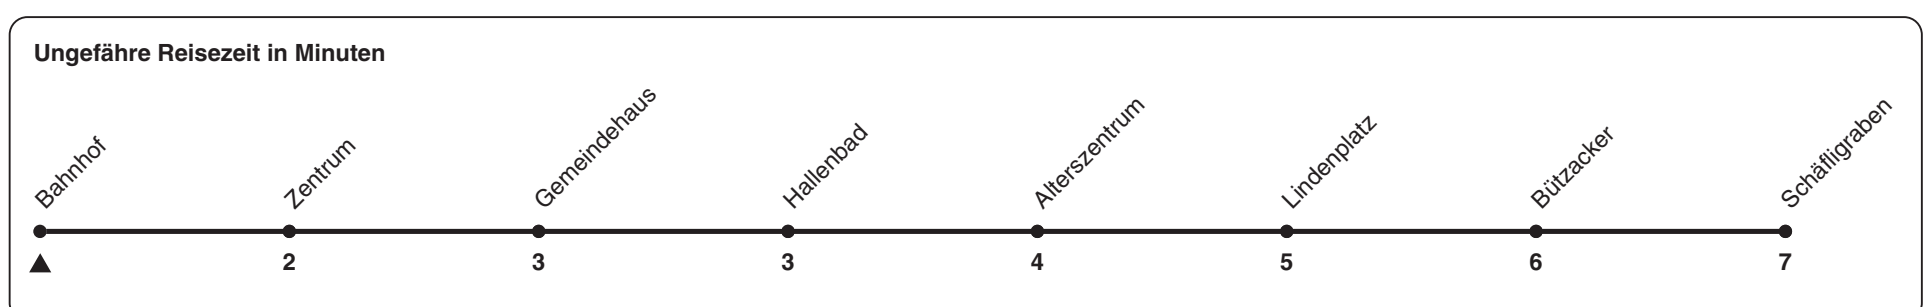 Ungefähre Reisezeit in Minuten
Bahnhof
Zentrum
Gemeindehaus
Hallenbad
Alterszentrum
Lindenplatz
Bützacker
Schäfligraben
2 3 3 4 5 6 7